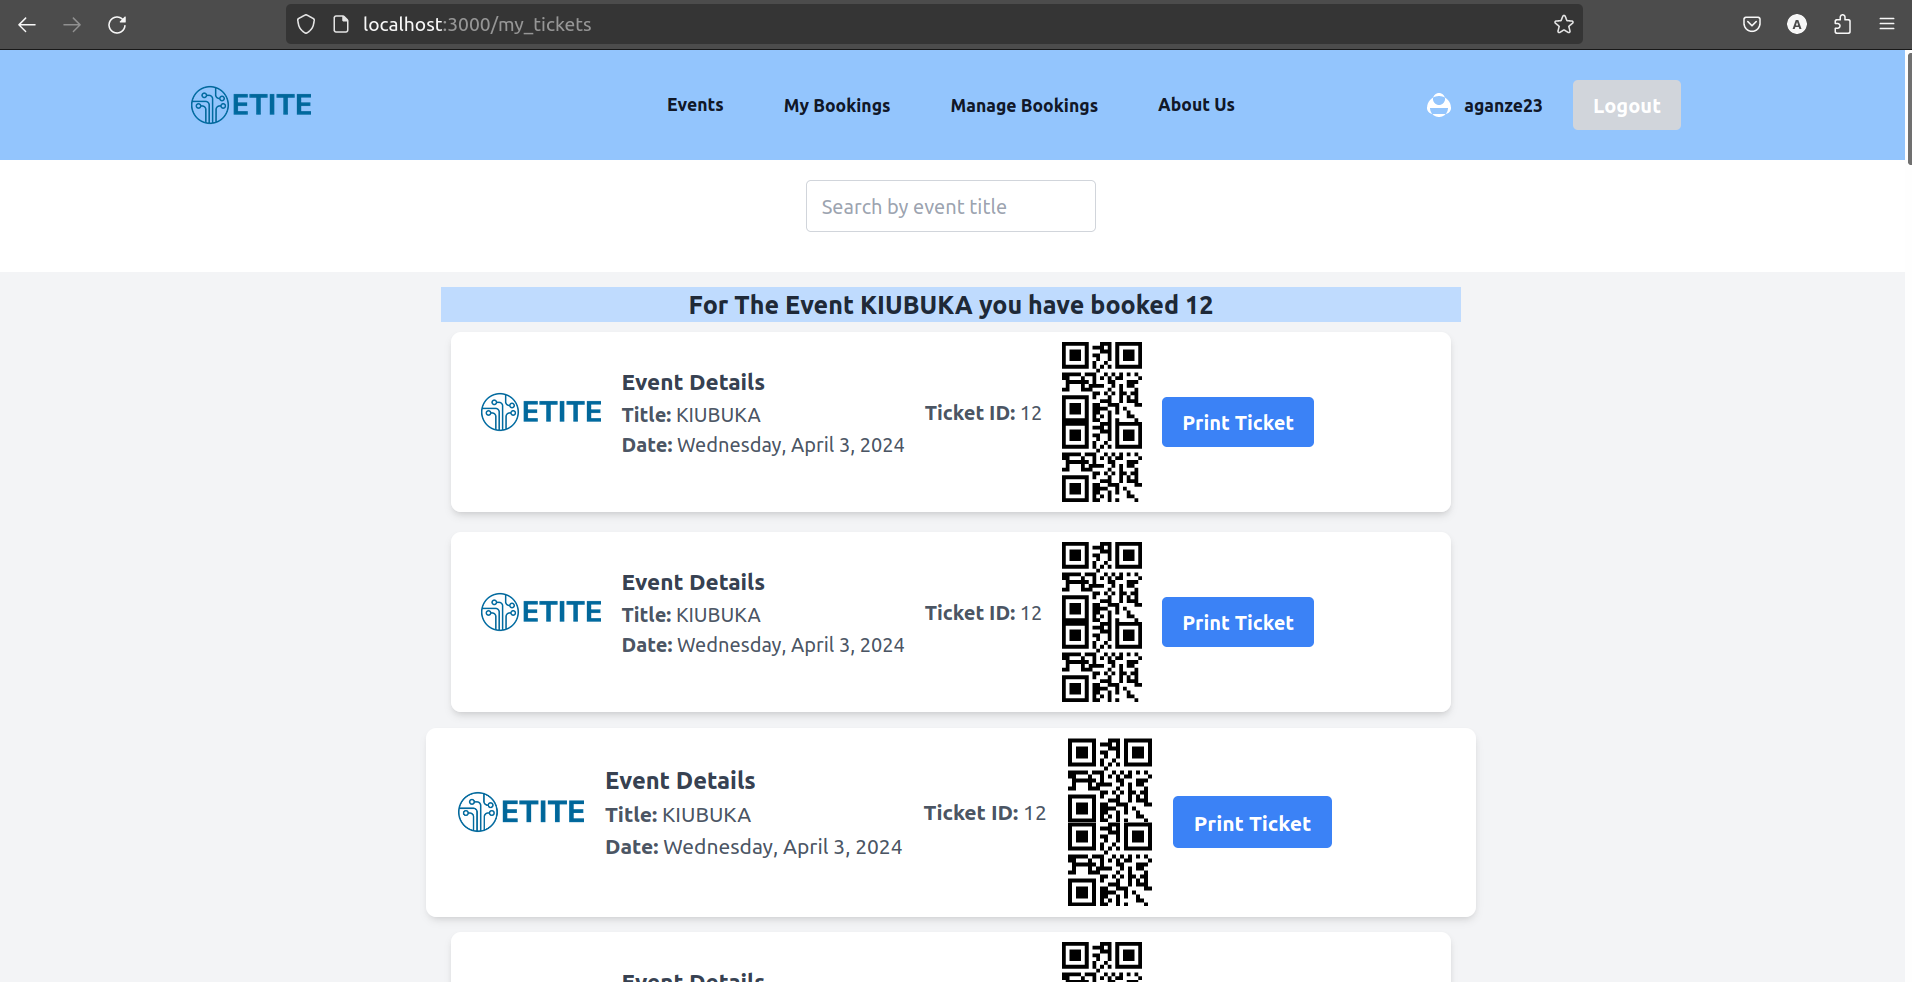 localhost:3000/my_tickets
A
ETITE
Events
My Bookings
Manage Bookings
About Us
aganze23
Logout
Search by event title
For The Event KIUBUKA you have booked 12
ETITE
Event Details
Title: KIUBUKA
Date: Wednesday, April 3, 2024
Ticket ID: 12
Print Ticket
ETITE
Event Details
Title: KIUBUKA
Date: Wednesday, April 3, 2024
Ticket ID: 12
Print Ticket
ETITE
Event Details
Title: KIUBUKA
Date: Wednesday, April 3, 2024
Ticket ID: 12
Print Ticket
Event Details